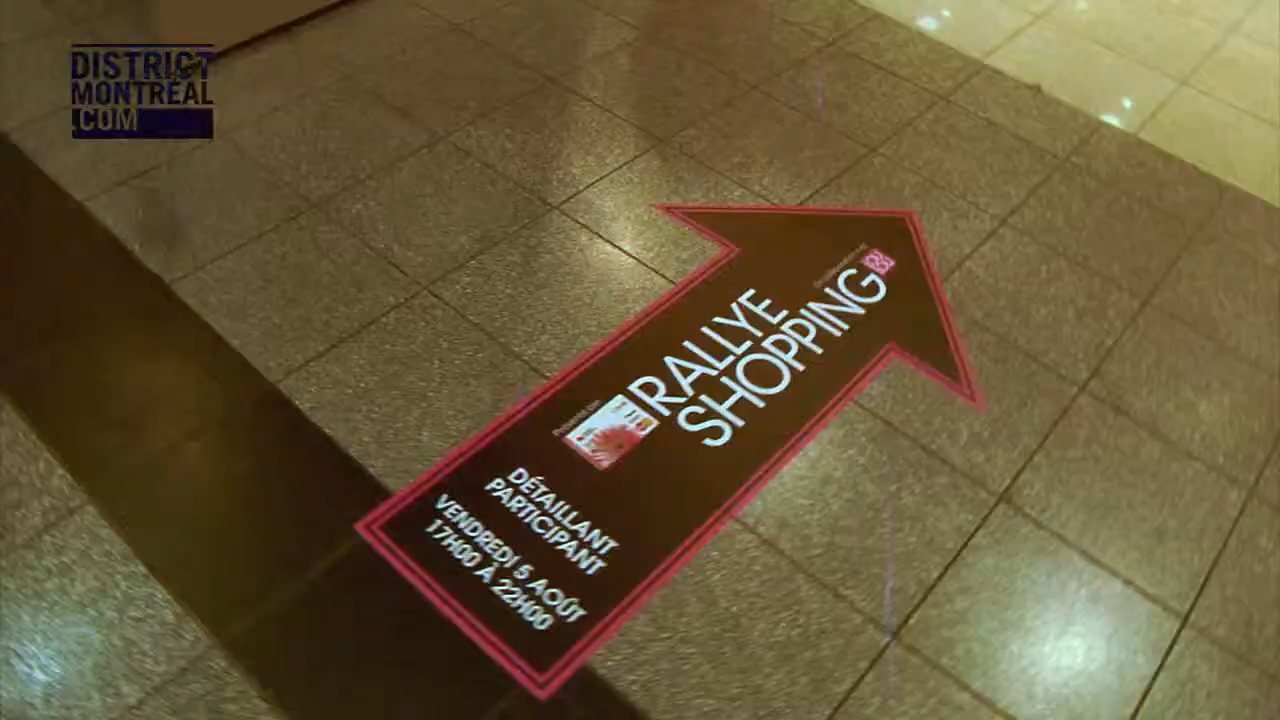 DISTRICT
MONTRÉAL
.COM
RALLYE
SHOPPING
DÉTAILLANT
PARTICIPANT
VENDREDI 5 AOÛT
17H00 À 22H00